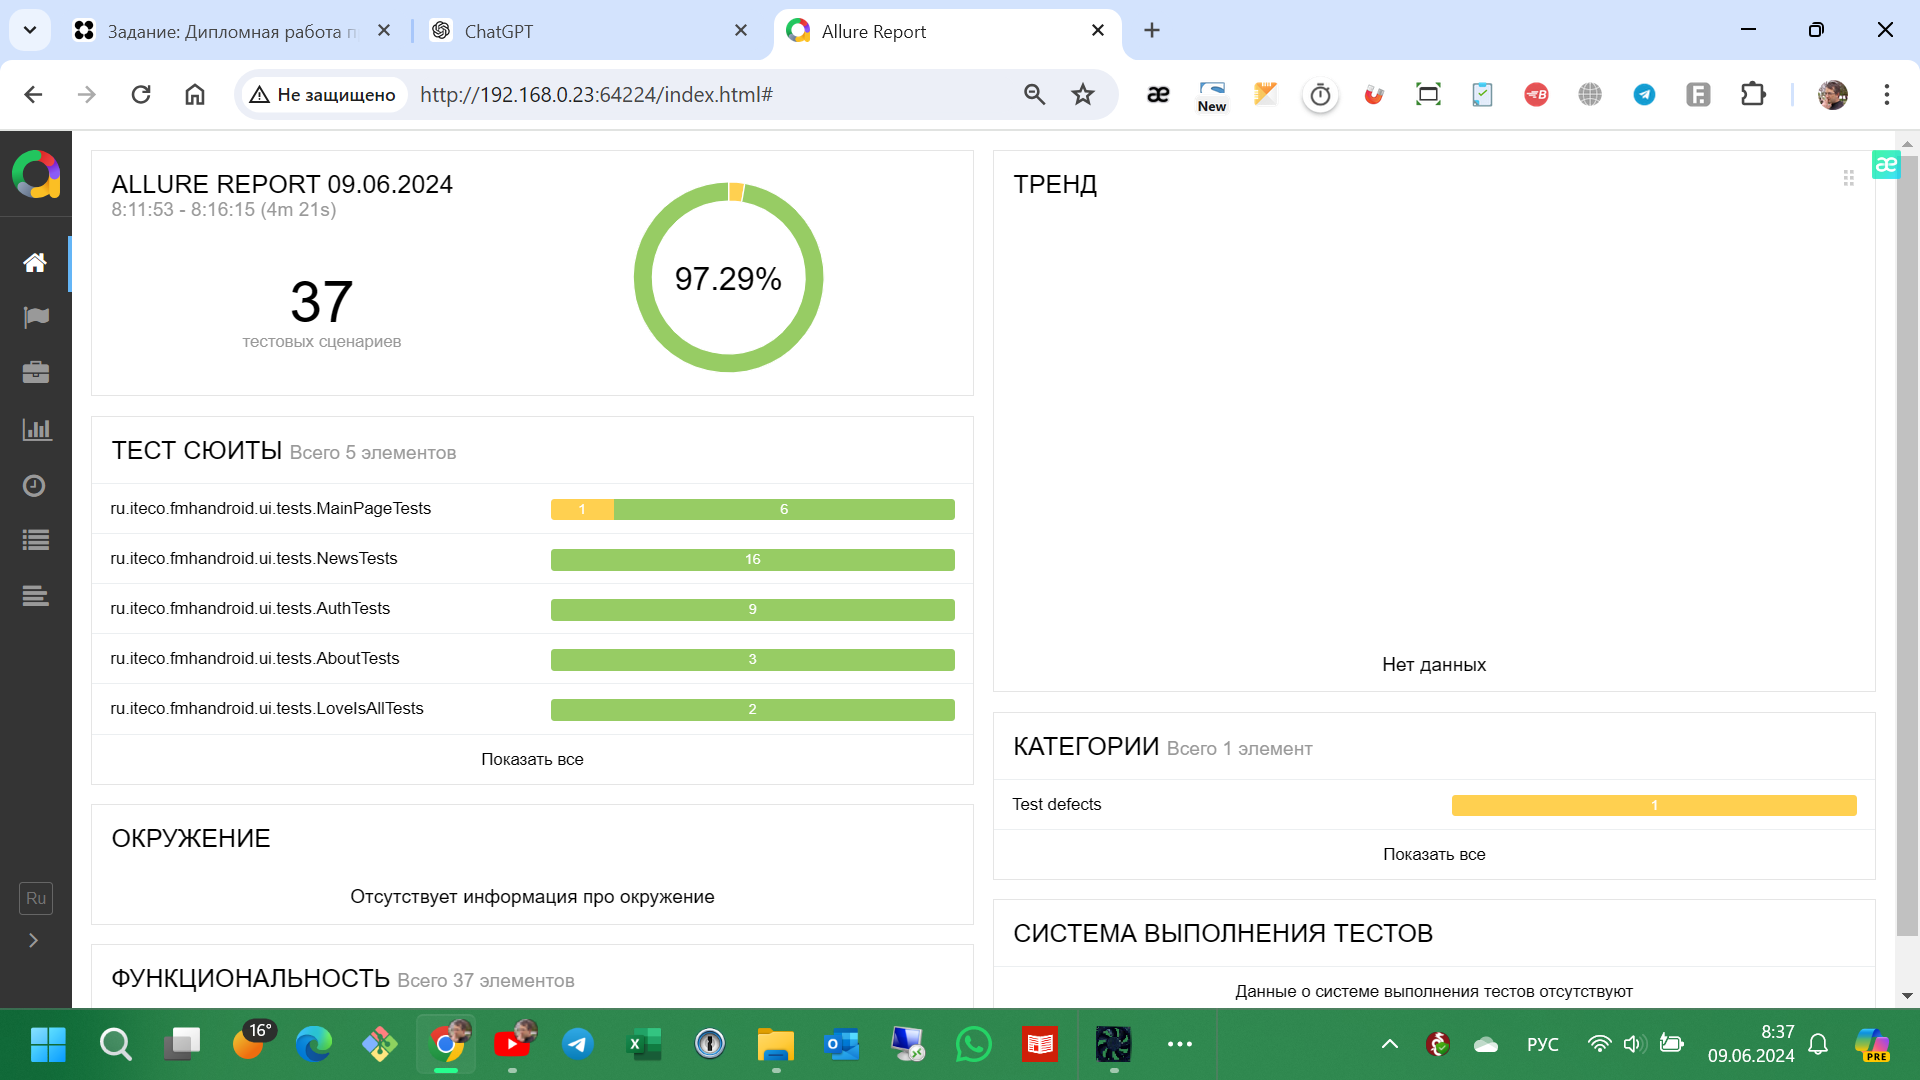 Задание: Дипломная работа п
ChatGPT
Allure Report
Не защищено
http://192.168.0.23:64224/index.html#
æ
New
B
F
æ
ALLURE REPORT 09.06.2024
8:11:53 - 8:16:15 (4m 21s)
37
тестовых сценариев
97.29%
ТЕСТ СЮИТЫ Всего 5 элементов
ru.iteco.fmhandroid.ui.tests.MainPageTests 1 6
ru.iteco.fmhandroid.ui.tests.NewsTests 16
ru.iteco.fmhandroid.ui.tests.AuthTests 9
ru.iteco.fmhandroid.ui.tests.AboutTests 3
ru.iteco.fmhandroid.ui.tests.LoveIsAllTests 2
Показать все
ОКРУЖЕНИЕ
Отсутствует информация про окружение
ФУНКЦИОНАЛЬНОСТЬ Всего 37 элементов
ТРЕНД
Нет данных
КАТЕГОРИИ Всего 1 элемент
Test defects 1
Показать все
СИСТЕМА ВЫПОЛНЕНИЯ ТЕСТОВ
Данные о системе выполнения тестов отсутствуют
Ru
16°
РУС
8:37
09.06.2024
PRE